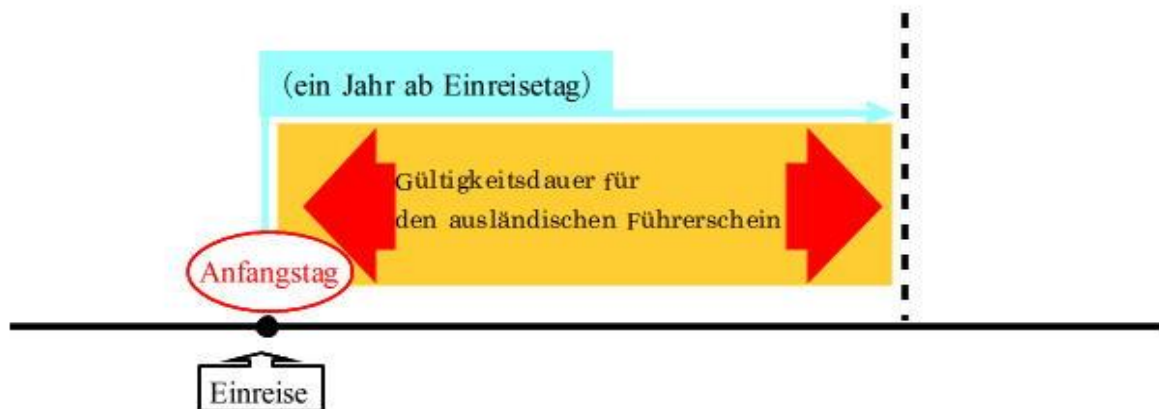 (ein Jahr ab Einreisetag)
Gültigkeitsdauer für
den ausländischen Führerschein
Anfangstag
Einreise